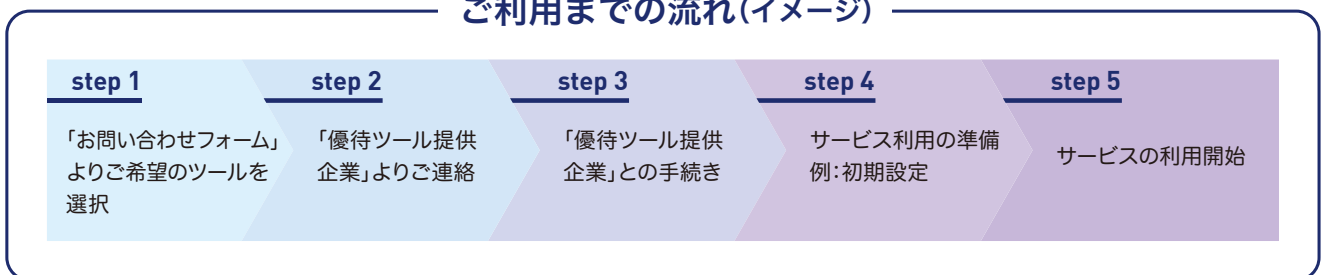 ご利用までの流れ(イメージ)
step 1
「お問い合わせフォーム」
よりご希望のツールを
選択
step 2
「優待ツール提供
企業」よりご連絡
step 3
「優待ツール提供
企業」との手続き
step 4
サービス利用の準備
例：初期設定
step 5
サービスの利用開始